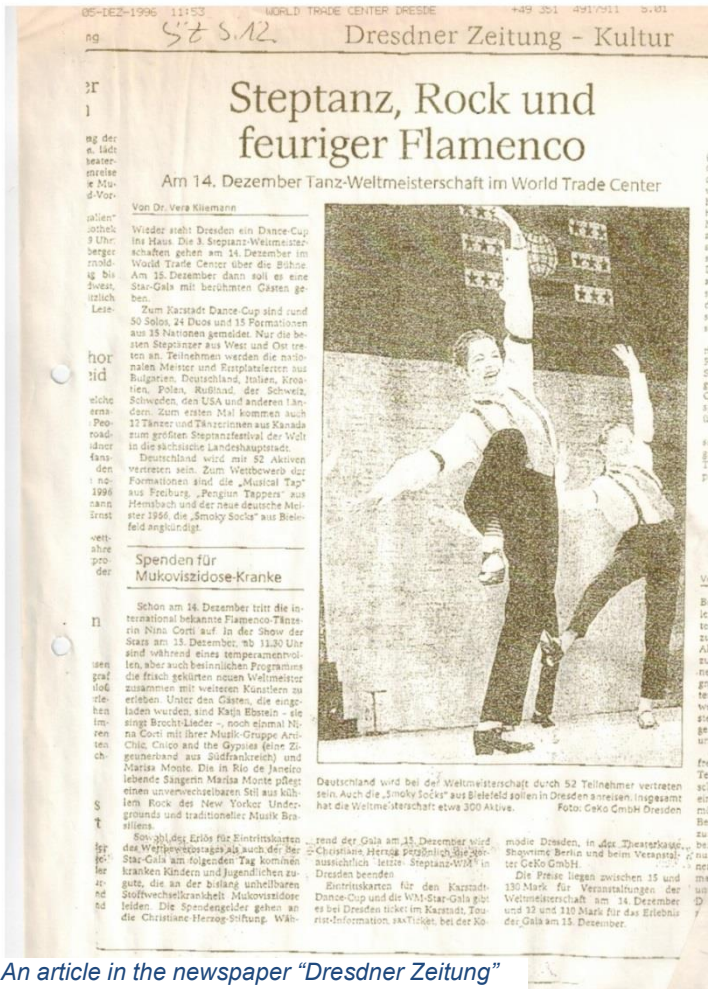 05-DEZ-1996 11:53 WORLD TRADE CENTER DRESDE +49 351 4917911 S.01
ng
SZ S.12
Dresdner Zeitung - Kultur
Steptanz, Rock und
feuriger Flamenco
Am 14. Dezember Tanz-Weltmeisterschaft im World Trade Center
Von Dr. Vera Kliemann
Wieder steht Dresden ein Dance-Cup
ins Haus. Die 3. Steptanz-Weltmeister-
schaften gehen am 14. Dezember im
World Trade Center über die Bühne.
Am 15. Dezember dann soll es eine
Star-Gala mit berühmten Gästen ge-
ben.
Zum Karstadt Dance-Cup sind rund
50 Solos, 24 Duos und 15 Formationen
aus 15 Nationen gemeldet. Nur die be-
sten Steptänzer aus West und Ost tre-
ten an. Teilnehmen werden die natio-
nalen Meister und Erstplatzierten aus
Bulgarien, Deutschland, Italien, Kroa-
tien, Polen, Rußland, der Schweiz,
Schweden, den USA und anderen Län-
dern. Zum ersten Mal kommen auch
12 Tänzer und Tänzerinnen aus Kanada
zum größten Steptanzfestival der Welt
in die sächsische Landeshauptstadt.
Deutschland wird mit 52 Aktiven
vertreten sein. Zum Wettbewerb der
Formationen sind die „Musical Tap"
aus Freiburg, "Penguin Tappers" aus
Hemsbach und der neue deutsche Mei-
ster 1966, die „Smoky Socks" aus Biele-
feld angkündigt.
Spenden für
Mukoviszidose-Kranke
Schon am 14. Dezember tritt die in-
ternational bekannte Flamenco-Tänze-
rin Nina Corti auf. In der Show der
Stars am 15. Dezember, ab 11.30 Uhr
sind während eines temperamentvol-
len, aber auch besinnlichen Programms
die frisch gekürten neuen Weltmeister
zusammen mit weiteren Künstlern zu
erleben. Unter den Gästen, die einge-
laden wurden, sind Katja Ebstein - sie
singt Brecht-Lieder -, noch einmal Ni-
na Corti mit ihrer Musik-Gruppe Arti-
Chic, Chico and the Gypsies (eine Zi-
geunerband aus Südfrankreich) und
Marisa Monte. Die in Rio de Janeiro
lebende Sängerin Marisa Monte pflegt
einen unverwechselbaren Stil aus küh-
lem Rock des New Yorker Under-
grounds und traditioneller Musik Bra-
siliens.
Sowohl der Erlös für Eintrittskarten
des Wettbewerbstages als auch der der
Star-Gala am folgenden Tag kommen
kranken Kindern und Jugendlichen zu-
gute, die an der bislang unheilbaren
Stoffwechselkrankheit Mukoviszidose
leiden. Die Spendengelder gehen an
die Christiane-Herzog-Stiftung. Wäh-
Deutschland wird bei der Weltmeisterschaft durch 52 Teilnehmer vertreten
sein. Auch die „Smoky Socks" aus Bielefeld sollen in Dresden anreisen. Insgesamt
hat die Weltmeisterschaft etwa 300 Aktive. Foto: GeKo GmbH Dresden
rend der Gala am 15. Dezember wird
Christiane Herzog persönlich die vor-
aussichtlich letzte Steptanz-WM in
Dresden beenden.
Eintrittskarten für den Karstadt-
Dance-Cup und die WM-Star-Gala gibt
es bei Dresden ticket im Karstadt, Tou-
rist-Information, saxTicket, bei der Ko-
mödie Dresden, in der Theaterkasse,
Showtime Berlin und beim Veranstal-
ter GeKo GmbH.
Die Preise liegen zwischen 15 und
130 Mark für Veranstaltungen der
Weltmeisterschaft am 14. Dezember
und 12 und 110 Mark für das Erlebnis
der Gala am 15. Dezember.
An article in the newspaper "Dresdner Zeitung"